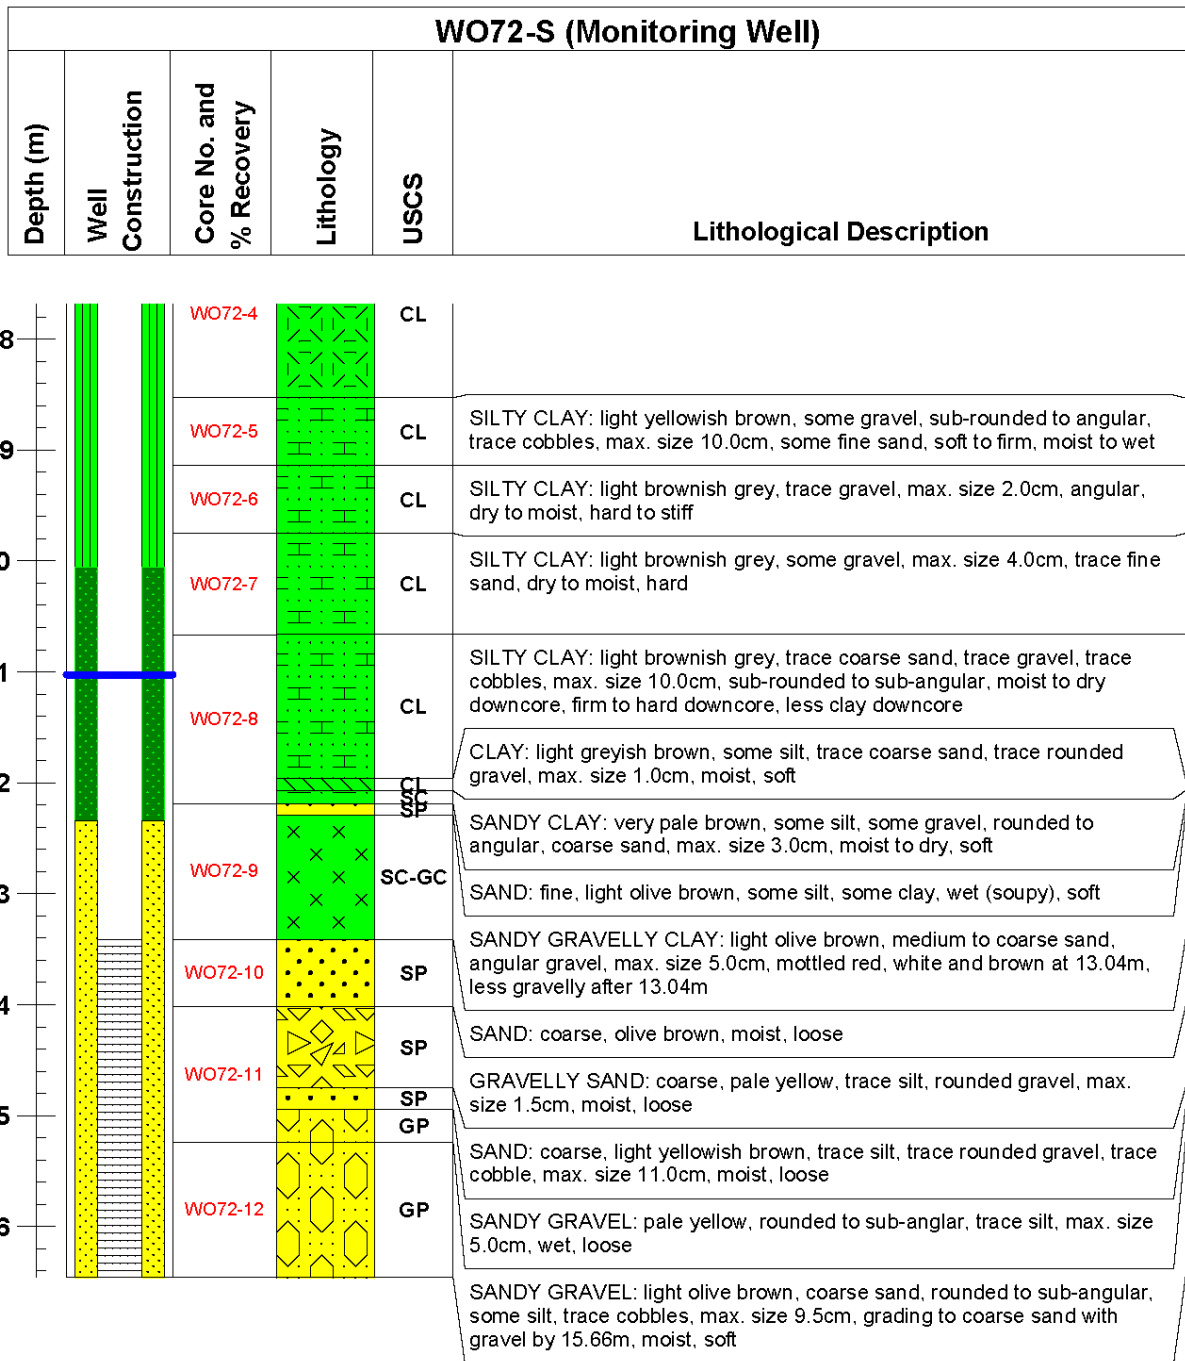 WO72-S (Monitoring Well)
Depth (m)
Well
Construction
Core No. and
% Recovery
Lithology
USCS
Lithological Description
8
9
0
1
2
3
4
5
6
WO72-4
CL
WO72-5
CL
SILTY CLAY: light yellowish brown, some gravel, sub-rounded to angular,
trace cobbles, max. size 10.0cm, some fine sand, soft to firm, moist to wet
WO72-6
CL
SILTY CLAY: light brownish grey, trace gravel, max. size 2.0cm, angular,
dry to moist, hard to stiff
WO72-7
CL
SILTY CLAY: light brownish grey, some gravel, max. size 4.0cm, trace fine
sand, dry to moist, hard
WO72-8
CL
SILTY CLAY: light brownish grey, trace coarse sand, trace gravel, trace
cobbles, max. size 10.0cm, sub-rounded to sub-angular, moist to dry
downcore, firm to hard downcore, less clay downcore
CL
CLAY: light greyish brown, some silt, trace coarse sand, trace rounded
gravel, max. size 1.0cm, moist, soft
SC
SANDY CLAY: very pale brown, some silt, some gravel, rounded to
angular, coarse sand, max. size 3.0cm, moist to dry, soft
SP
SAND: fine, light olive brown, some silt, some clay, wet (soupy), soft
WO72-9
SC-GC
SANDY GRAVELLY CLAY: light olive brown, medium to coarse sand,
angular gravel, max. size 5.0cm, mottled red, white and brown at 13.04m,
less gravelly after 13.04m
WO72-10
SP
SAND: coarse, olive brown, moist, loose
WO72-11
SP
GRAVELLY SAND: coarse, pale yellow, trace silt, rounded gravel, max.
size 1.5cm, moist, loose
SP
SAND: coarse, light yellowish brown, trace silt, trace rounded gravel, trace
cobble, max. size 11.0cm, moist, loose
GP
SANDY GRAVEL: pale yellow, rounded to sub-anglar, trace silt, max. size
5.0cm, wet, loose
WO72-12
GP
SANDY GRAVEL: light olive brown, coarse sand, rounded to sub-angular,
some silt, trace cobbles, max. size 9.5cm, grading to coarse sand with
gravel by 15.66m, moist, soft